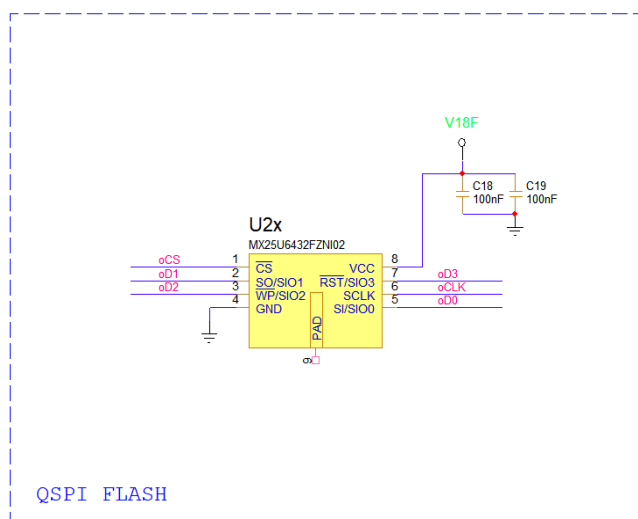 V18F
C18
100nF
C19
100nF
U2x
MX25U6432FZNI02
oCS 1 CS VCC 8
oD1 2 SO/SIO1 RST/SIO3 7 oD3
oD2 3 WP/SIO2 SCLK 6 oCLK
4 GND SI/SIO0 5 oD0
PAD
9
QSPI FLASH